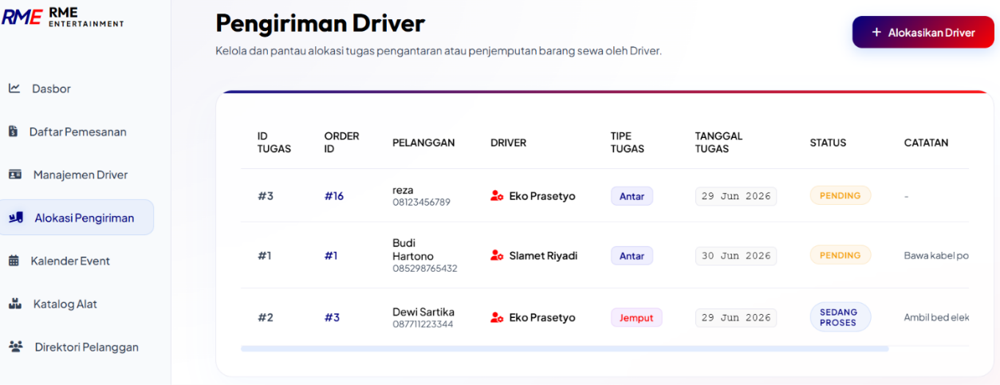 RME RME
ENTERTAINMENT
Dasbor
Daftar Pemesanan
Manajemen Driver
Alokasi Pengiriman
Kalender Event
Katalog Alat
Direktori Pelanggan
Pengiriman Driver
Kelola dan pantau alokasi tugas pengantaran atau penjemputan barang sewa oleh Driver.
+ Alokasikan Driver
ID TUGAS ORDER ID PELANGGAN DRIVER TIPE TUGAS TANGGAL TUGAS STATUS CATATAN
#3 #16 reza Eko Prasetyo Antar 29 Jun 2026 PENDING -
08123456789
#1 #1 Budi Hartono Slamet Riyadi Antar 30 Jun 2026 PENDING Bawa kabel po
085298765432
#2 #3 Dewi Sartika Eko Prasetyo Jemput 29 Jun 2026 SEDANG PROSES Ambil bed elek
087711223344